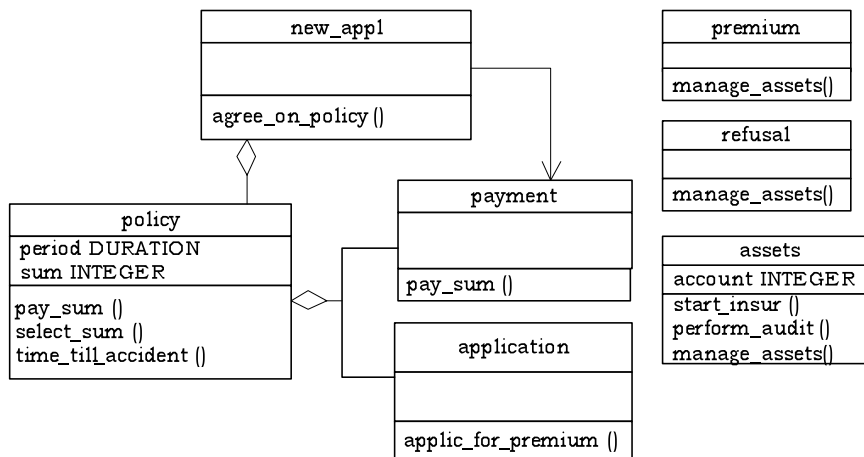 new_appl
agree_on_policy ()
premium
manage_assets()
refusal
manage_assets()
policy
period DURATION
sum INTEGER
pay_sum ()
select_sum ()
time_till_accident ()
payment
pay_sum ()
application
applic_for_premium ()
assets
account INTEGER
start_insur ()
perform_audit ()
manage_assets()